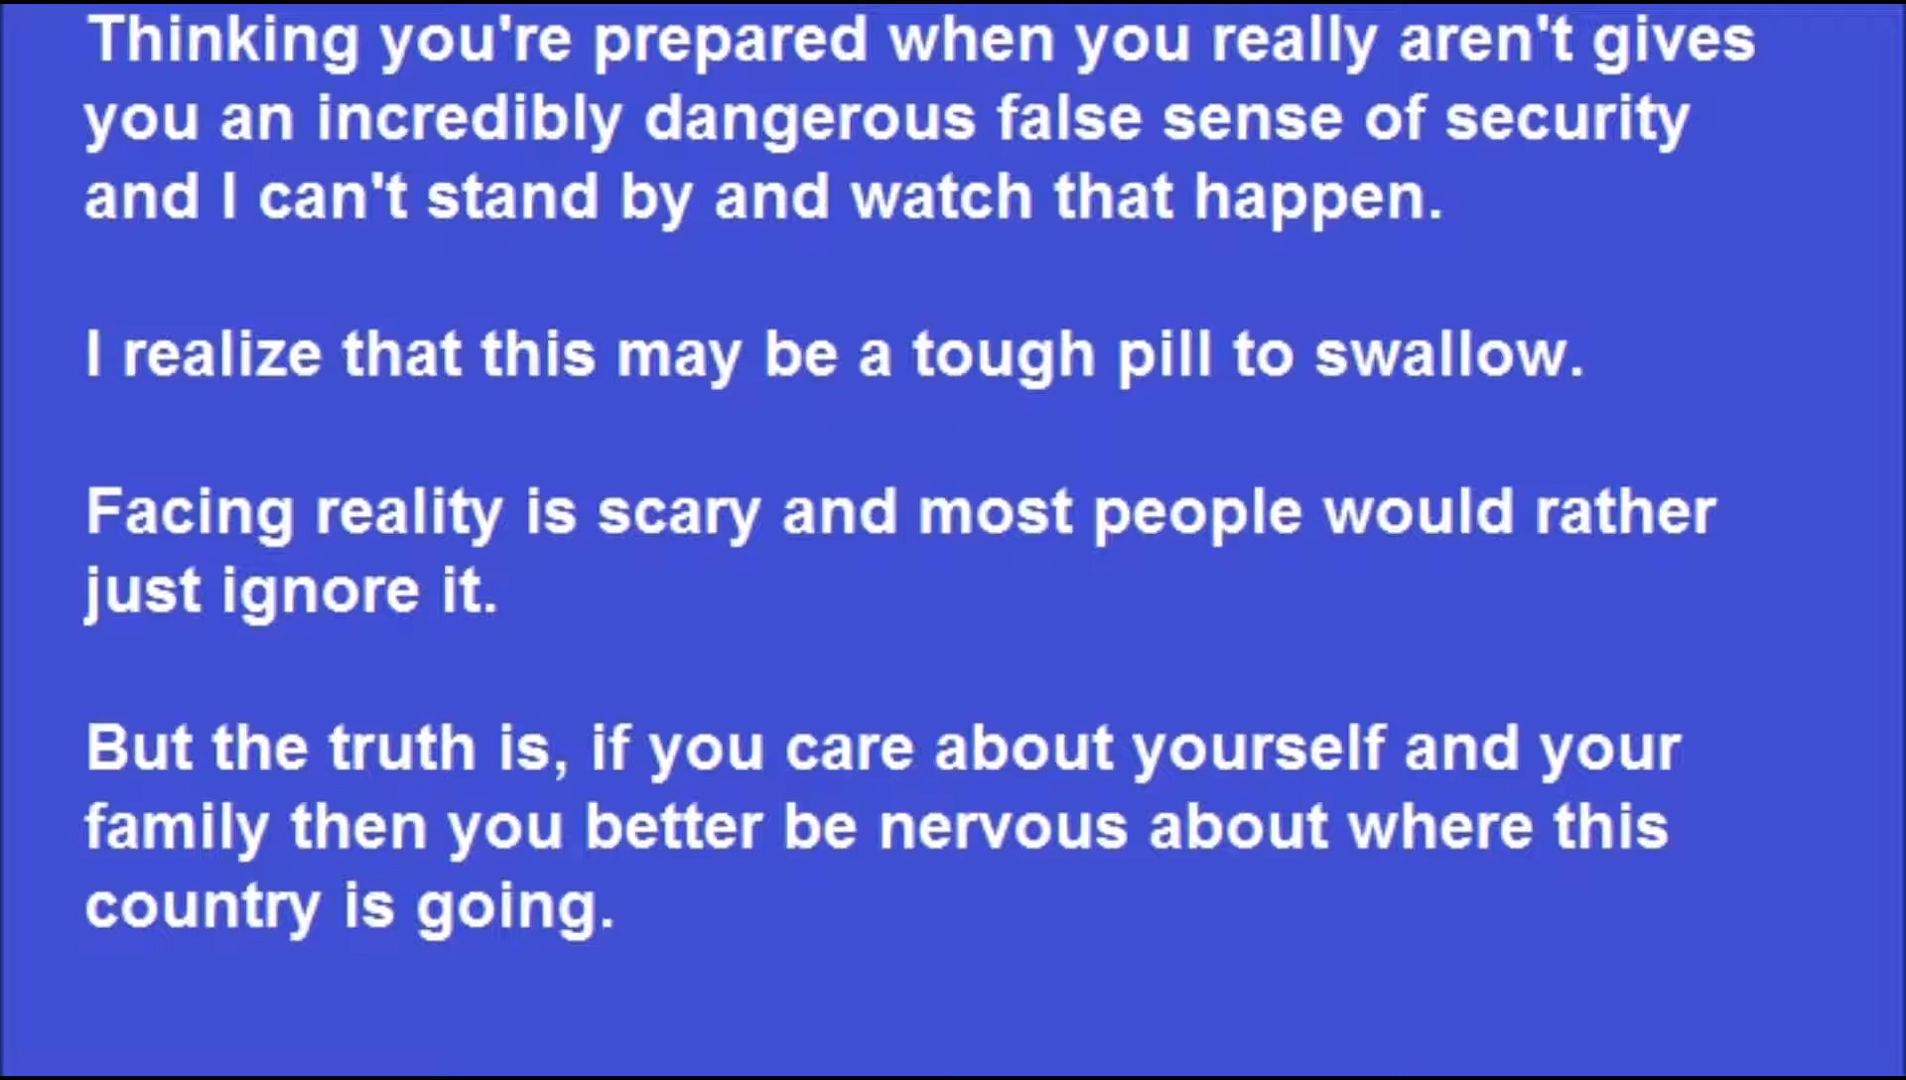 Thinking you're prepared when you really aren't gives
you an incredibly dangerous false sense of security
and I can't stand by and watch that happen.
I realize that this may be a tough pill to swallow.
Facing reality is scary and most people would rather
just ignore it.
But the truth is, if you care about yourself and your
family then you better be nervous about where this
country is going.